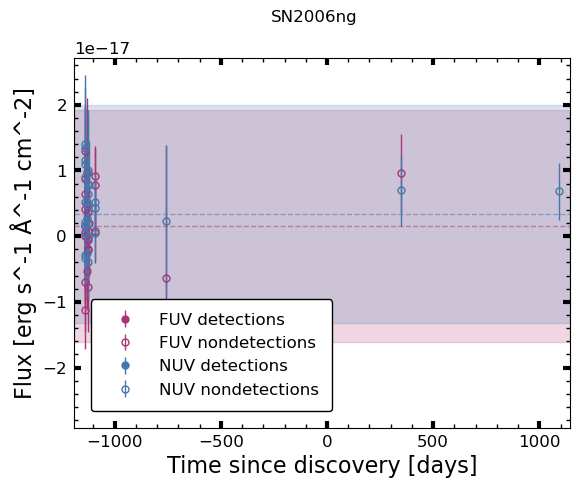 SN2006ng
1e−17
Flux [erg s^-1 Å^-1 cm^-2]
2
1
0
−1
−2
FUV detections
FUV nondetections
NUV detections
NUV nondetections
−1000
−500
0
500
1000
Time since discovery [days]